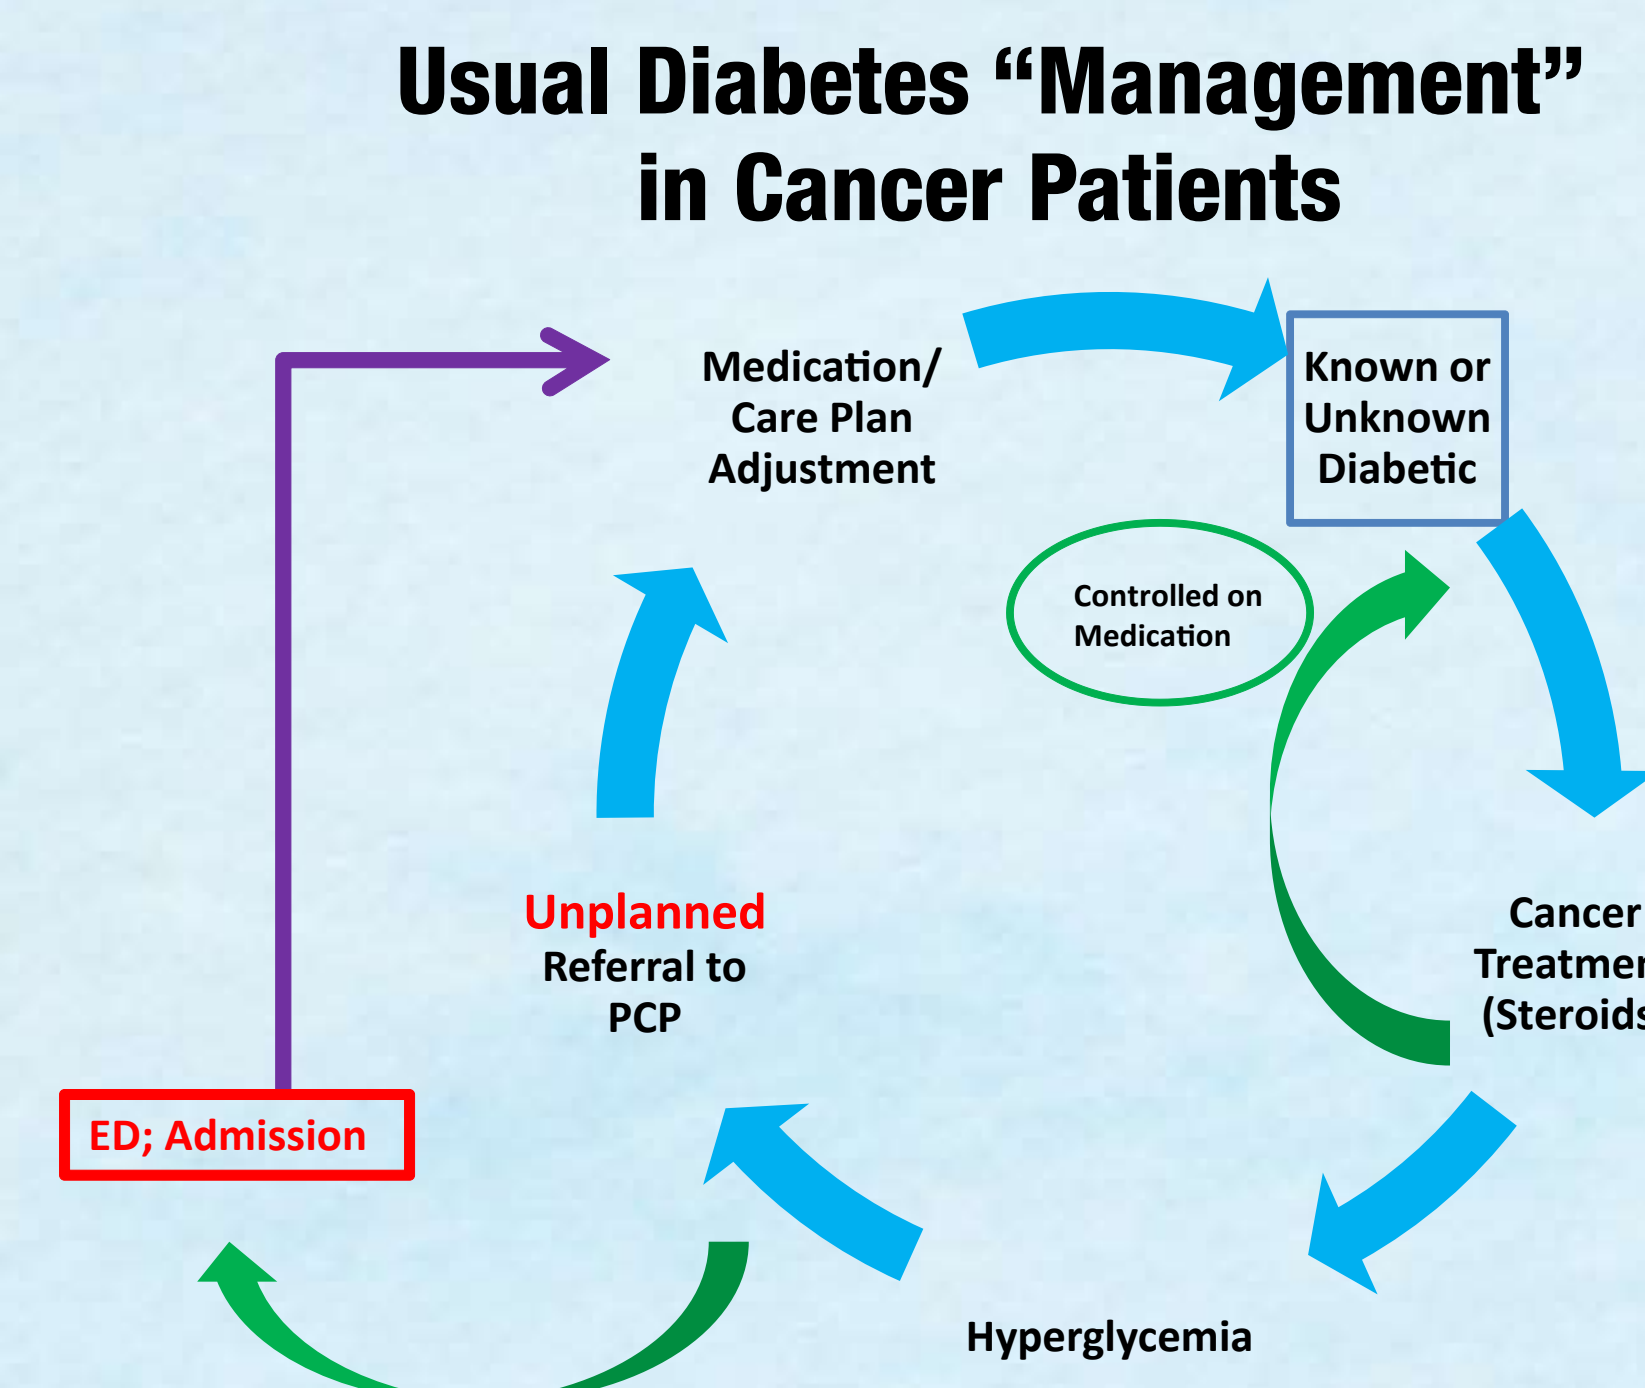 Usual Diabetes “Management”
in Cancer Patients
Medication/
Care Plan
Adjustment
Known or
Unknown
Diabetic
Controlled on
Medication
Cancer
(Steroids
Unplanned
Referral to
PCP
ED; Admission
Hyperglycemia